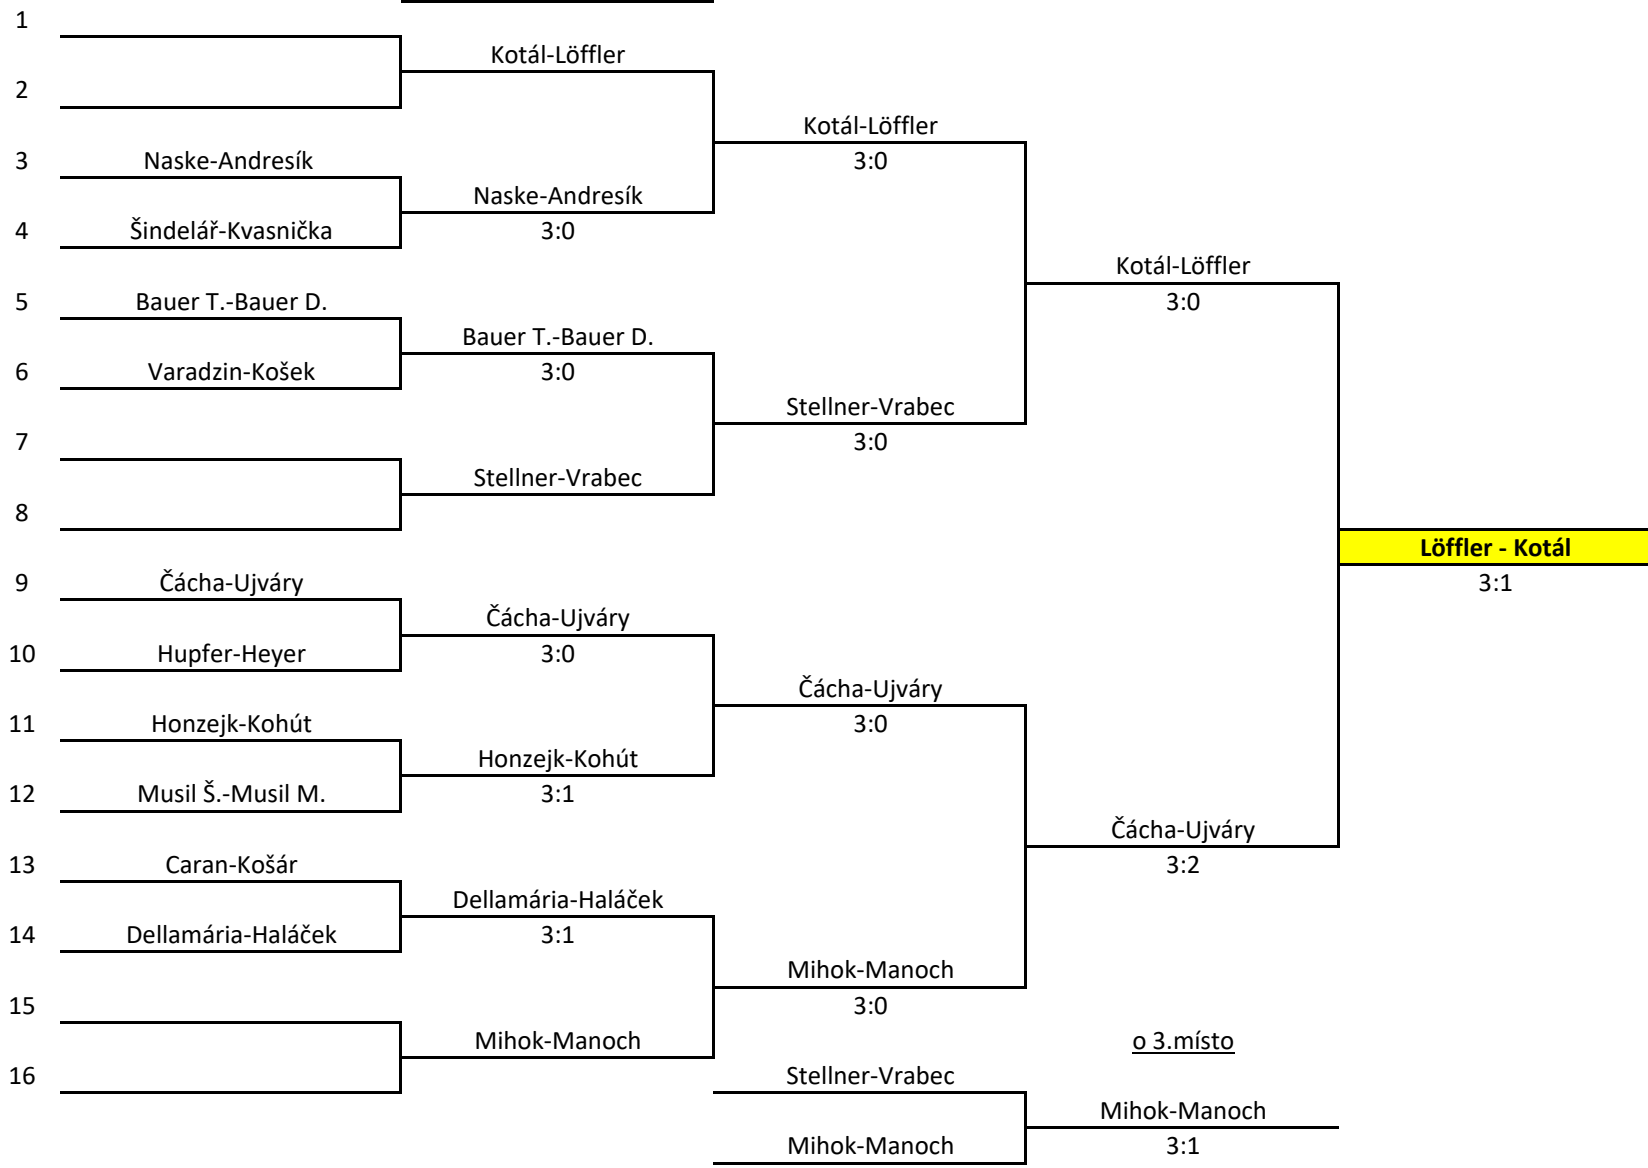 1
Kotál-Löffler
2
Kotál-Löffler
3 Naske-Andresík 3:0
Naske-Andresík
4 Šindelář-Kvasnička 3:0
Kotál-Löffler
5 Bauer T.-Bauer D. 3:0
Bauer T.-Bauer D.
6 Varadzin-Košek 3:0
Stellner-Vrabec
7 3:0
Stellner-Vrabec
8
Löffler - Kotál
9 Čácha-Ujváry 3:1
Čácha-Ujváry
10 Hupfer-Heyer 3:0
Čácha-Ujváry
11 Honzejk-Kohút 3:0
Honzejk-Kohút
12 Musil Š.-Musil M. 3:1
Čácha-Ujváry
13 Caran-Košár 3:2
Dellamária-Haláček
14 Dellamária-Haláček 3:1
Mihok-Manoch
15 3:0
Mihok-Manoch o 3.místo
16 Stellner-Vrabec
Mihok-Manoch
Mihok-Manoch 3:1